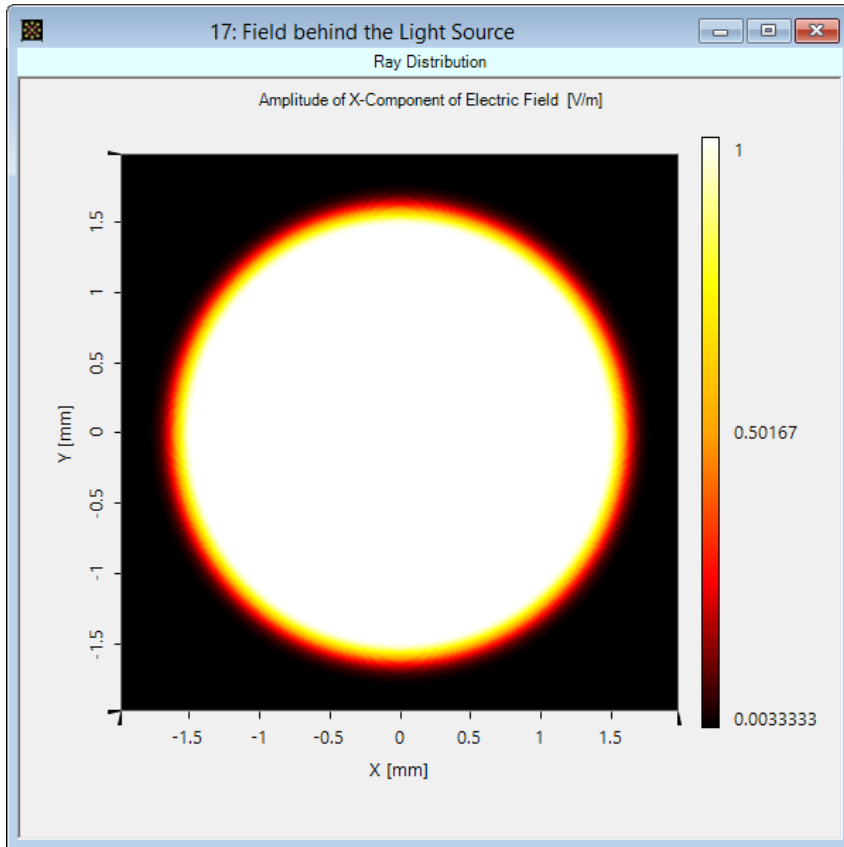 17: Field behind the Light Source
Ray Distribution
Amplitude of X-Component of Electric Field [V/m]
1
0.50167
0.0033333
Y [mm]
1.5
1
0.5
0
-0.5
-1
-1.5
-1.5 -1 -0.5 0 0.5 1 1.5
X [mm]